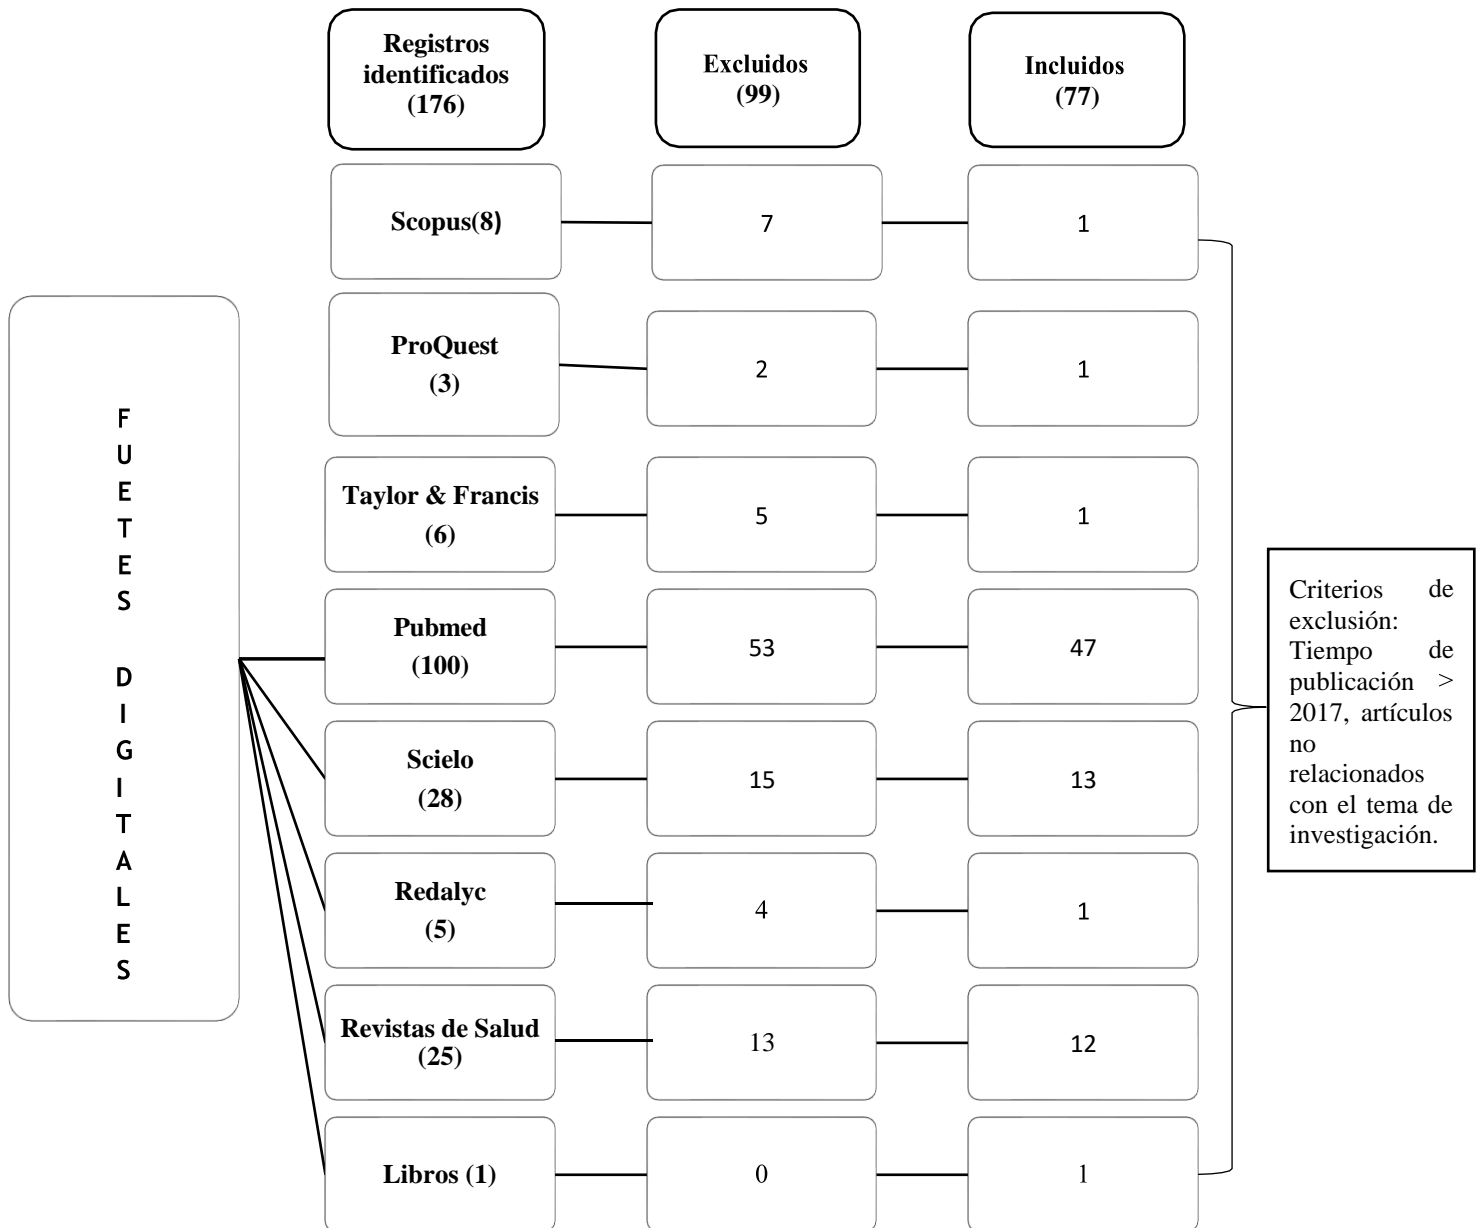 Registros
identificados
(176)
Excluidos
(99)
Incluidos
(77)
Scopus(8)
7
1
ProQuest
(3)
2
1
Taylor & Francis
(6)
5
1
Pubmed
(100)
53
47
Scielo
(28)
15
13
Redalyc
(5)
4
1
Revistas de Salud
(25)
13
12
Libros (1)
0
1
F
U
E
T
E
S
D
I
G
I
T
A
L
E
S
Criterios de
exclusión:
Tiempo de
publicación >
2017, artículos
no
relacionados
con el tema de
investigación.